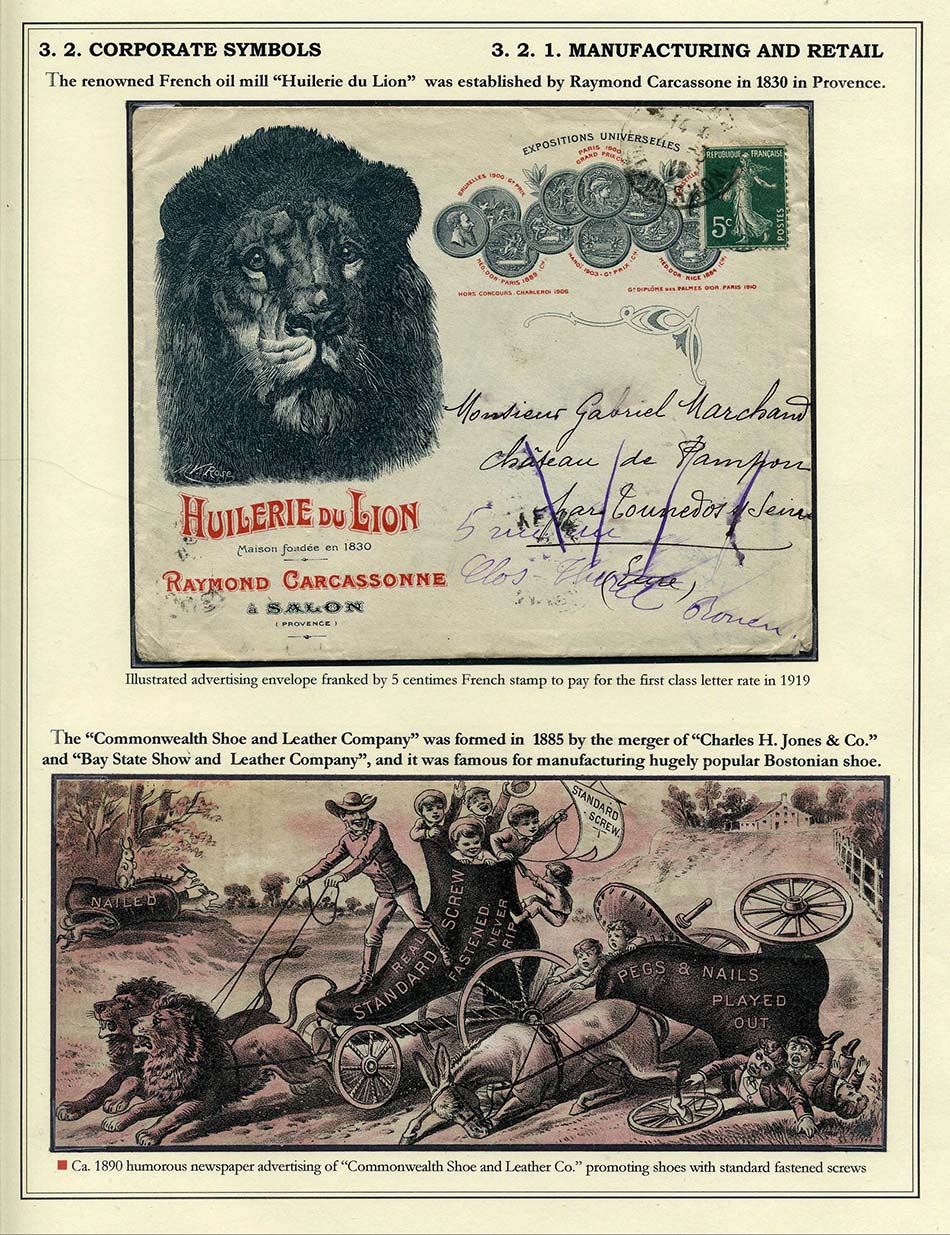 3. 2. CORPORATE SYMBOLS
3. 2. 1. MANUFACTURING AND RETAIL
The renowned French oil mill “Huilerie du Lion” was established by Raymond Carcassone in 1830 in Provence.
EXPOSITIONS UNIVERSELLES
PARIS 1900
GRAND PRIX
BRUXELLES 1900 · Gd PRIX
MÉD. D'OR · PARIS 1889
HANOI 1903 · Gd PRIX
MÉD. D'OR · NICE 1884
HORS CONCOURS · CHARLEROI 1906
Gd DIPLÔME DES PALMES D'OR. PARIS 1910
REPUBLIQUE FRANÇAISE
5c
POSTES
Monsieur Gabriel Marchand
Château de
par Tournedos s/ Seine
(Eure)
5 rue
Clos-
Rouen.
M. Rose
HUILERIE DU LION
Maison fondée en 1830
RAYMOND CARCASSONNE
à SALON
(PROVENCE)
Illustrated advertising envelope franked by 5 centimes French stamp to pay for the first class letter rate in 1919
The “Commonwealth Shoe and Leather Company” was formed in 1885 by the merger of “Charles H. Jones & Co.”
and “Bay State Show and Leather Company”, and it was famous for manufacturing hugely popular Bostonian shoe.
STANDARD
SCREW.
NAILED
REAL
STANDARD SCREW
FASTENED
NEVER
RIP
PEGS & NAILS
PLAYED
OUT.
Ca. 1890 humorous newspaper advertising of “Commonwealth Shoe and Leather Co.” promoting shoes with standard fastened screws